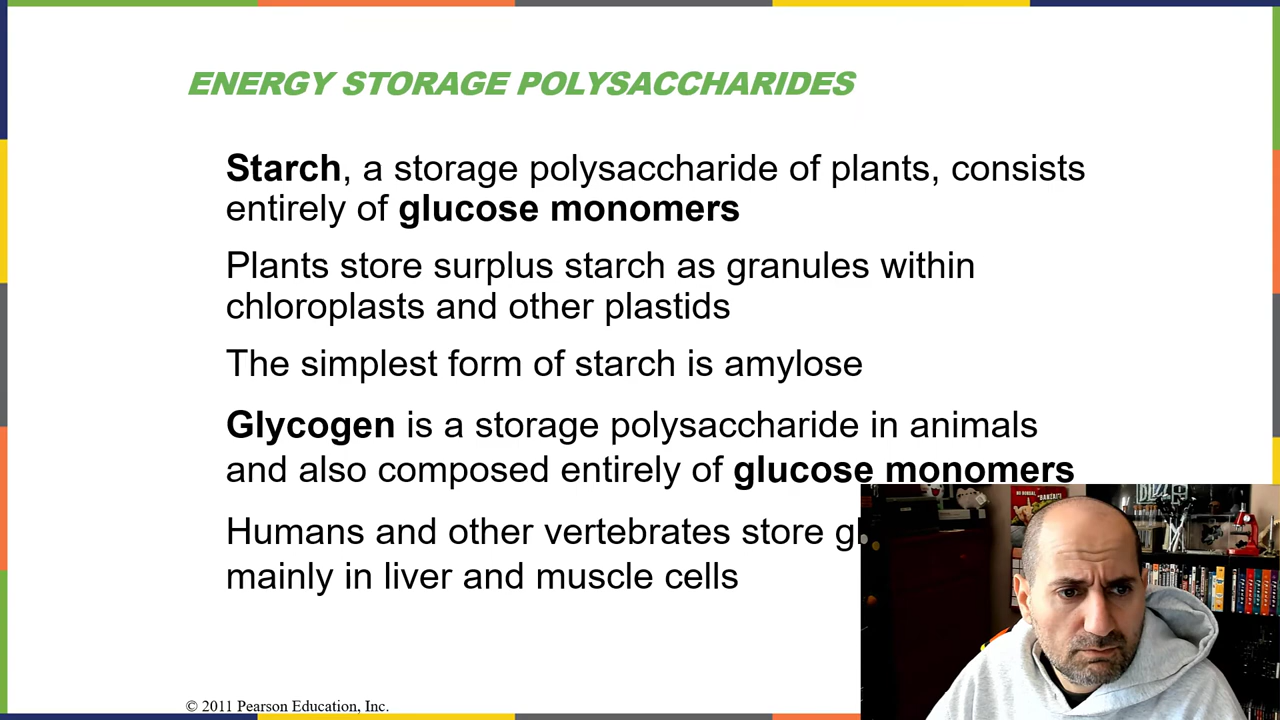 ENERGY STORAGE POLYSACCHARIDES
Starch, a storage polysaccharide of plants, consists
entirely of glucose monomers
Plants store surplus starch as granules within
chloroplasts and other plastids
The simplest form of starch is amylose
Glycogen is a storage polysaccharide in animals
and also composed entirely of glucose monomers
Humans and other vertebrates store
mainly in liver and muscle cells
© 2011 Pearson Education, Inc.